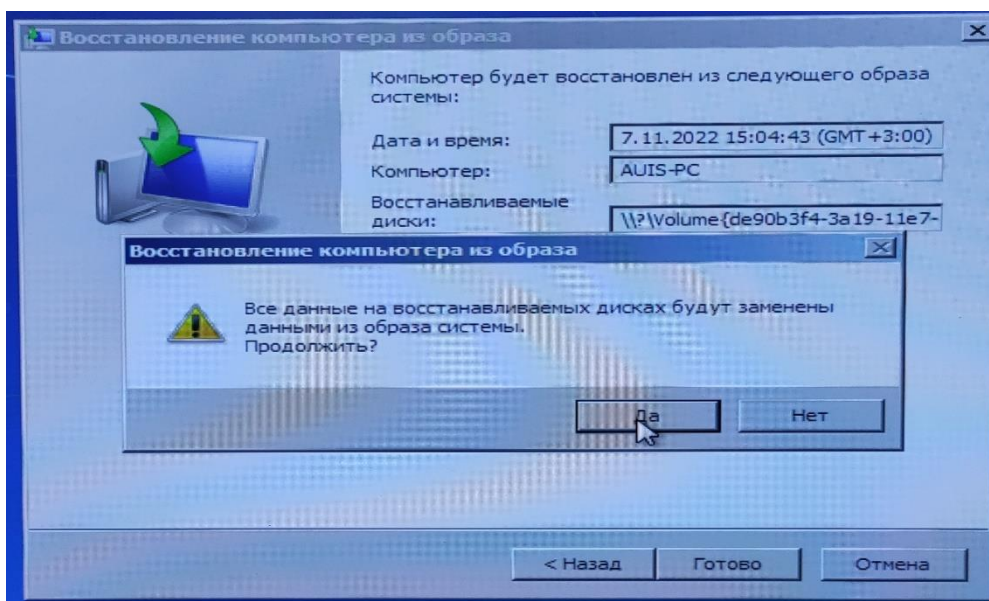 Восстановление компьютера из образа
Компьютер будет восстановлен из следующего образа
системы:
Дата и время:
7.11.2022 15:04:43 (GMT+3:00)
Компьютер:
AUIS-PC
Восстанавливаемые
диски:
\\?\Volume{de90b3f4-3a19-11e7-
Восстановление компьютера из образа
Все данные на восстанавливаемых дисках будут заменены
данными из образа системы.
Продолжить?
Да
Нет
< Назад
Готово
Отмена